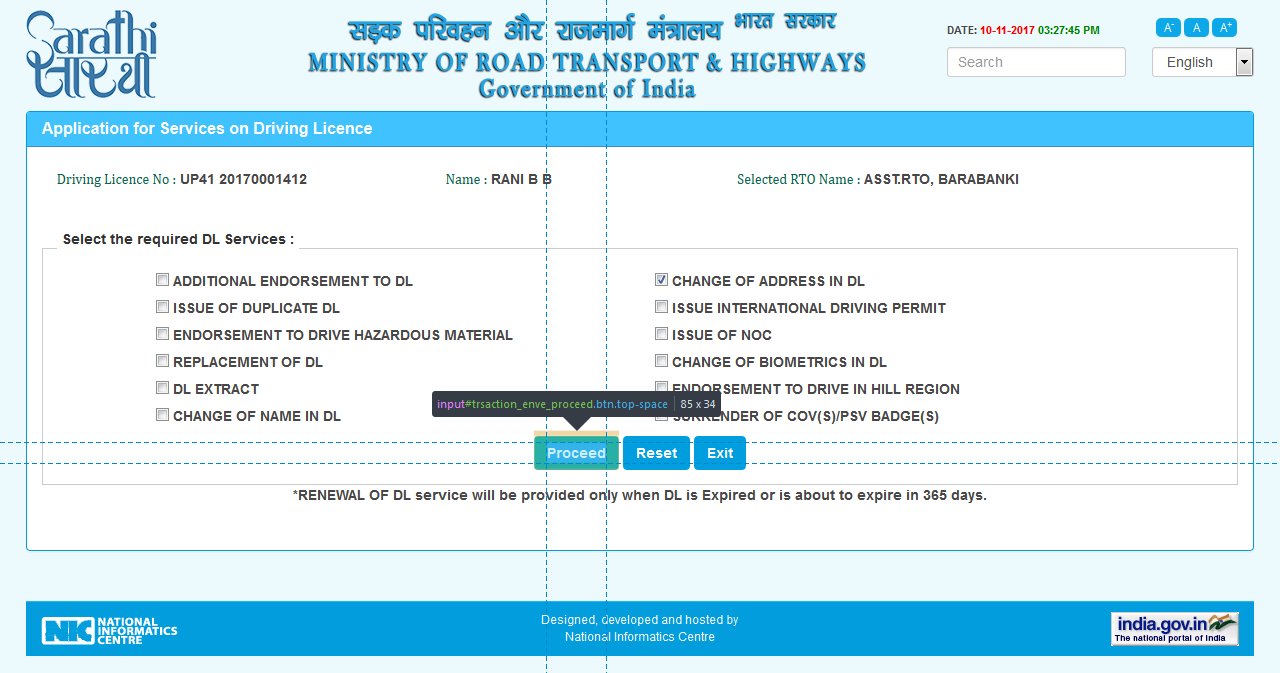 Sarathi
सारथी
सड़क परिवहन और राजमार्ग मंत्रालय भारत सरकार
MINISTRY OF ROAD TRANSPORT & HIGHWAYS
Government of India
DATE: 10-11-2017 03:27:45 PM
A- A A+
Search
English
Application for Services on Driving Licence
Driving Licence No : UP41 20170001412
Name : RANI B B
Selected RTO Name : ASST.RTO, BARABANKI
Select the required DL Services :
ADDITIONAL ENDORSEMENT TO DL
CHANGE OF ADDRESS IN DL
ISSUE OF DUPLICATE DL
ISSUE INTERNATIONAL DRIVING PERMIT
ENDORSEMENT TO DRIVE HAZARDOUS MATERIAL
ISSUE OF NOC
REPLACEMENT OF DL
CHANGE OF BIOMETRICS IN DL
DL EXTRACT
ENDORSEMENT TO DRIVE IN HILL REGION
input#trsaction_enve_proceed.btn.top-space 85 x 34
CHANGE OF NAME IN DL
SURRENDER OF COV(S)/PSV BADGE(S)
Proceed
Reset
Exit
*RENEWAL OF DL service will be provided only when DL is Expired or is about to expire in 365 days.
NIC NATIONAL
INFORMATICS
CENTRE
Designed, developed and hosted by
National Informatics Centre
india.gov.in
The national portal of India